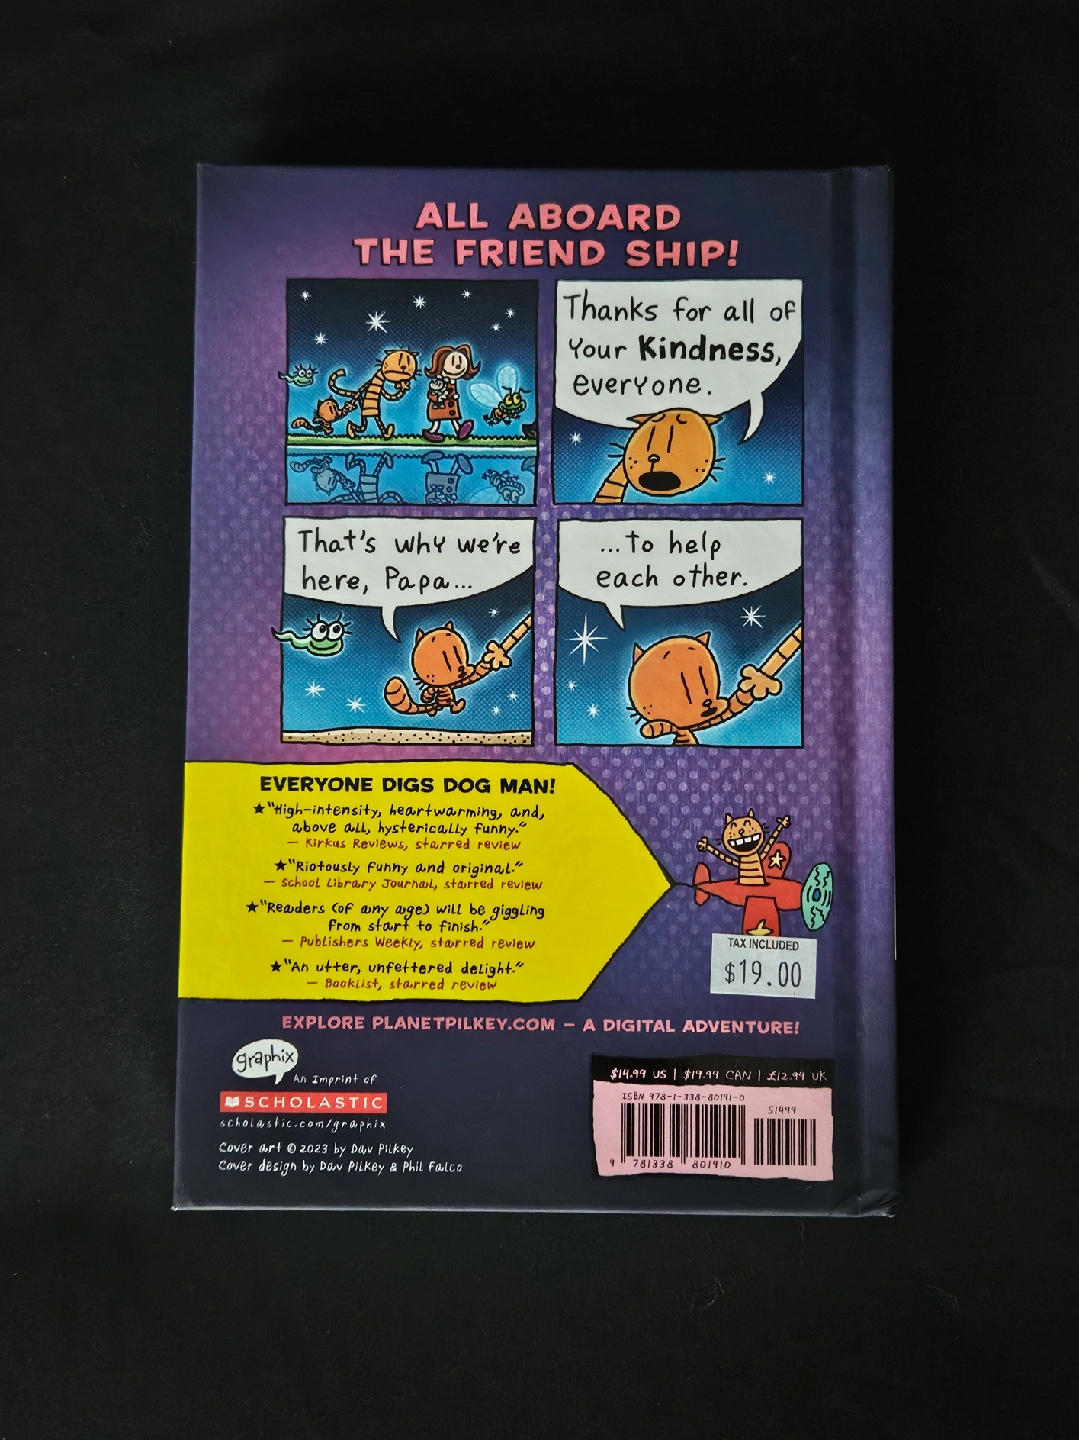 ALL ABOARD
THE FRIEND SHIP!
Thanks for all of
your Kindness,
everyone.
That's why we're
here, Papa...
...to help
each other.
EVERYONE DIGS DOG MAN!
★"High-intensity, heartwarming, and,
above all, hysterically funny."
— Kirkus Reviews, starred review
★"Riotously funny and original."
— School Library Journal, starred review
★"Readers (of any age) will be giggling
from start to finish."
— Publishers Weekly, starred review
★"An utter, unfettered delight."
— Booklist, starred review
TAX INCLUDED
$19.00
EXPLORE PLANETPILKEY.COM — A DIGITAL ADVENTURE!
graphix
An Imprint of
SCHOLASTIC
scholastic.com/graphix
Cover art © 2023 by Dav Pilkey
Cover design by Dav Pilkey & Phil Falco
$14.99 US | $19.99 CAN | £12.99 UK
ISBN 978-1-338-80191-0
51499
9 781338 801910